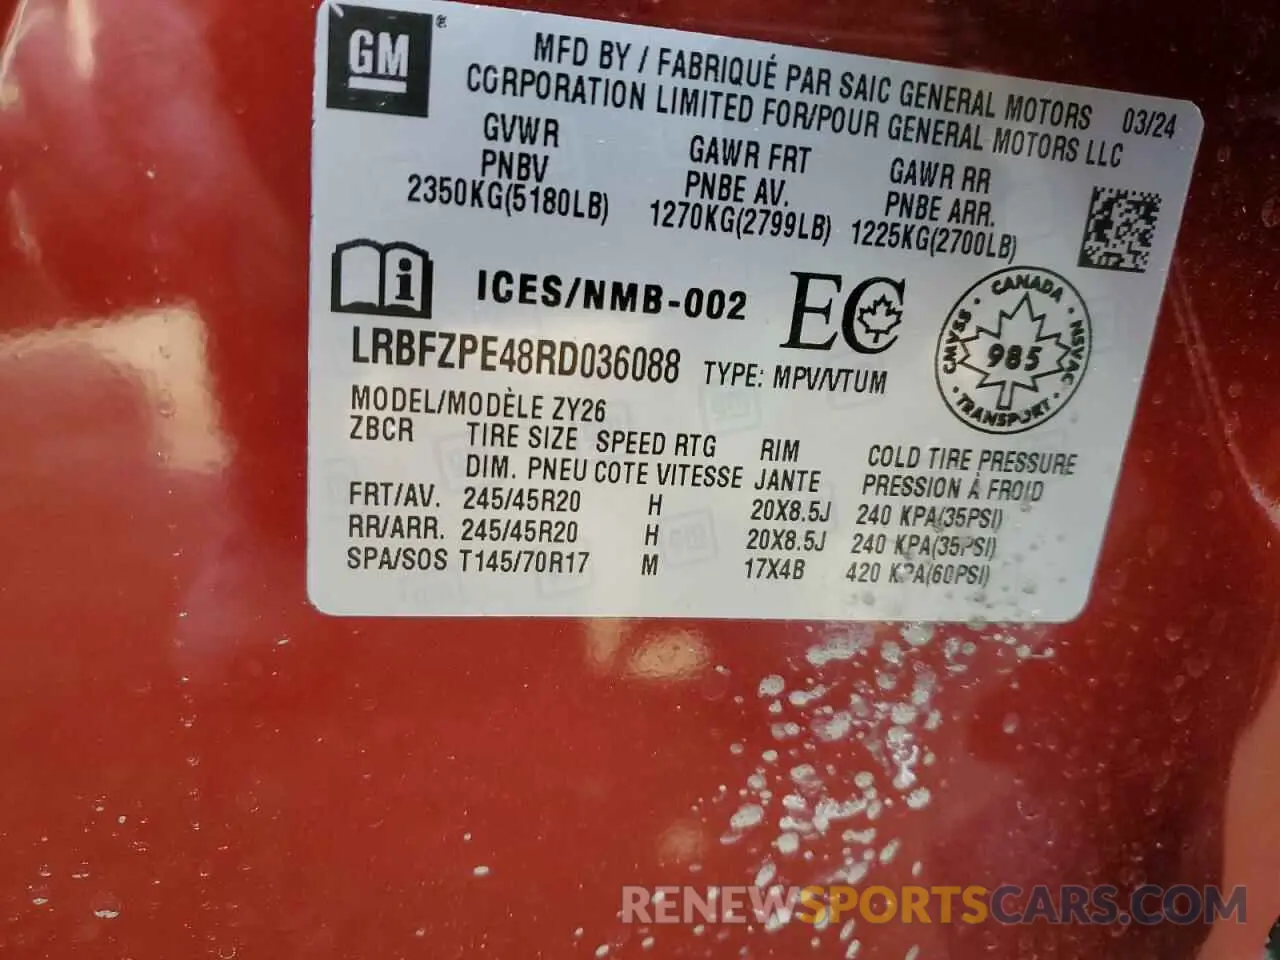 GM®
MFD BY / FABRIQUÉ PAR SAIC GENERAL MOTORS 03/24
CORPORATION LIMITED FOR/POUR GENERAL MOTORS LLC
GVWR GAWR FRT GAWR RR
PNBV PNBE AV. PNBE ARR.
2350KG(5180LB) 1270KG(2799LB) 1225KG(2700LB)
i ICES/NMB-002 EC
CANADA
CMVSS 985 NSVAC
TRANSPORT
LRBFZPE48RD036088 TYPE: MPV/VTUM
MODEL/MODÈLE ZY26
ZBCR TIRE SIZE SPEED RTG RIM COLD TIRE PRESSURE
DIM. PNEU COTE VITESSE JANTE PRESSION À FROID
FRT/AV. 245/45R20 H 20X8.5J 240 KPA(35PSI)
RR/ARR. 245/45R20 H 20X8.5J 240 KPA(35PSI)
SPA/SOS T145/70R17 M 17X4B 420 KPA(60PSI)
RENEWSPORTSCARS.COM